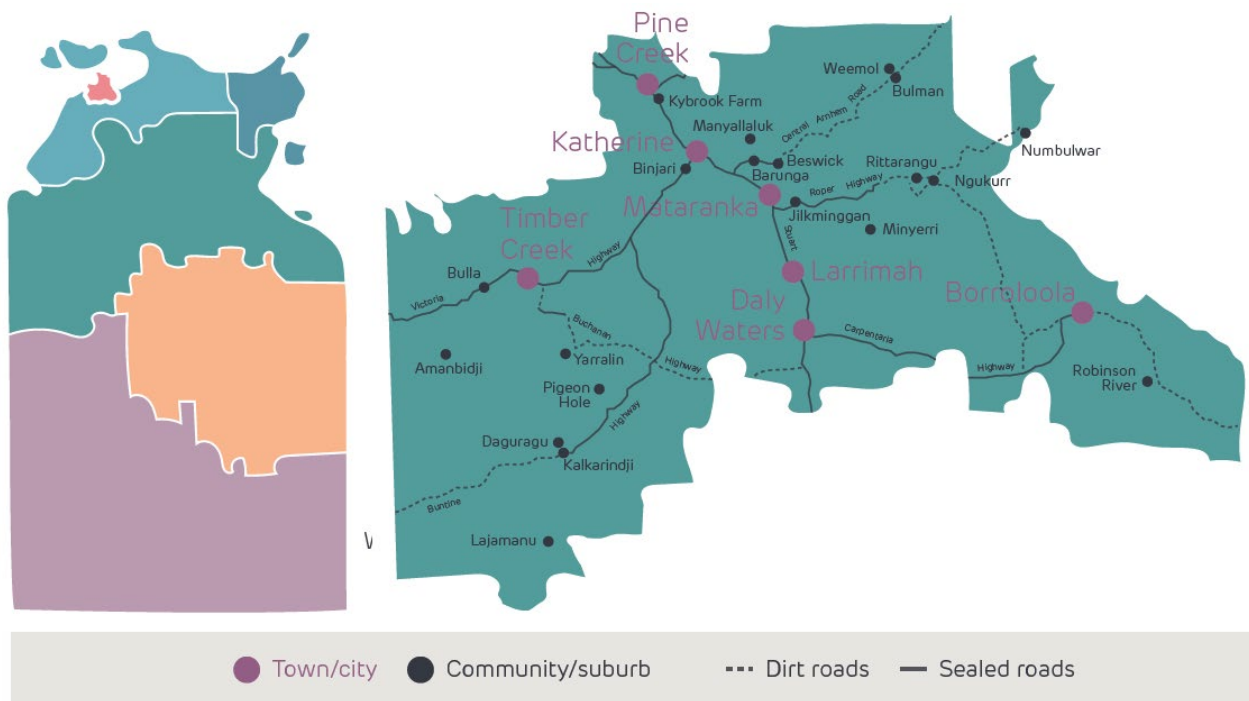 Pine
Creek
Kybrook Farm
Weemol
Bulman
Manyallaluk
Central Arnhem Road
Katherine
Binjari
Beswick
Barunga
Rittarangu
Numbulwar
Ngukurr
Roper Highway
Mataranka
Jilkminggan
Minyerri
Timber
Creek
Highway
Stuart
Bulla
Victoria
Larrimah
Borroloola
Daly
Waters
Buchanan
Carpentaria
Amanbidji
Yarralin
Highway
Highway
Pigeon
Hole
Highway
Robinson
River
Daguragu
Kalkarindji
Buntine
Lajamanu
Town/city
Community/suburb
Dirt roads
Sealed roads